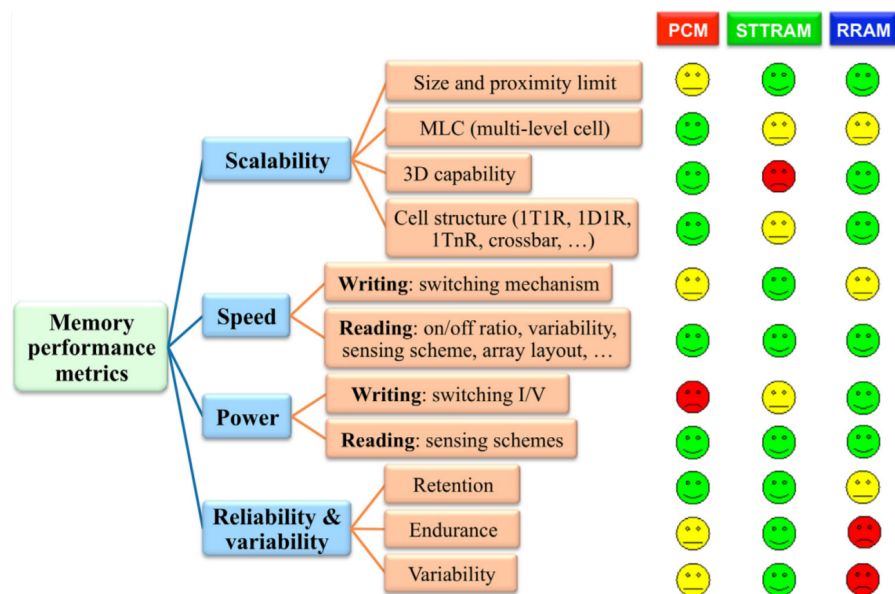 PCM STTRAM RRAM
Size and proximity limit
MLC (multi-level cell)
Scalability
3D capability
Cell structure (1T1R, 1D1R,
1TnR, crossbar, …)
Writing: switching mechanism
Speed
Reading: on/off ratio, variability,
sensing scheme, array layout, …
Memory
performance
metrics
Writing: switching I/V
Power
Reading: sensing schemes
Retention
Reliability &
variability
Endurance
Variability